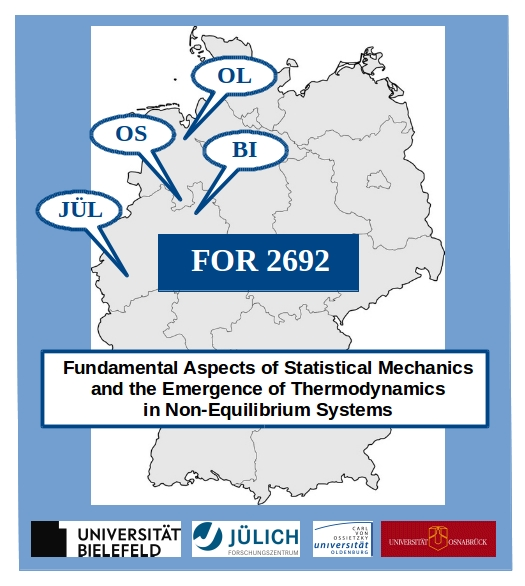 OL
OS
BI
JÜL
FOR 2692
Fundamental Aspects of Statistical Mechanics
and the Emergence of Thermodynamics
in Non-Equilibrium Systems
UNIVERSITÄT
BIELEFELD
JÜLICH
FORSCHUNGSZENTRUM
CARL
VON
OSSIETZKY
universität
OLDENBURG
UNIVERSITÄT OSNABRÜCK